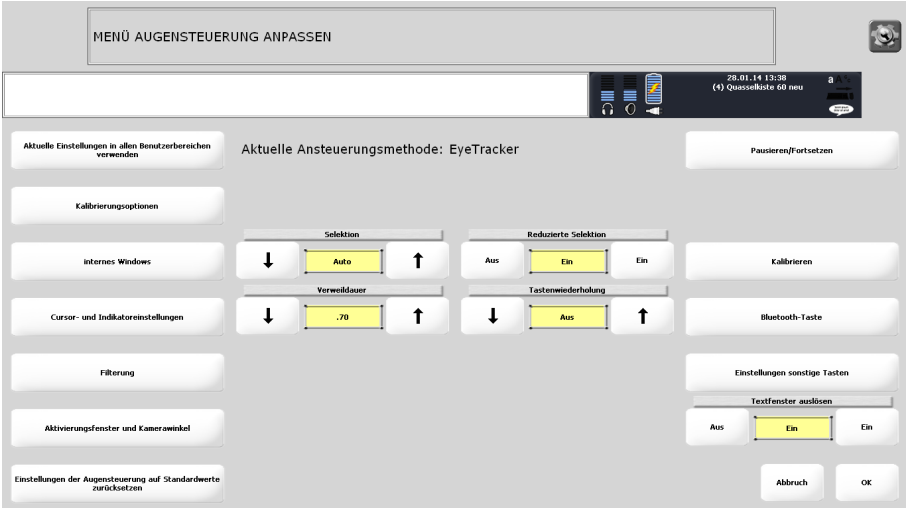 MENÜ AUGENSTEUERUNG ANPASSEN
28.01.14 13:38
(4) Quasselkiste 60 neu
Aktuelle Einstellungen in allen Benutzerbereichen
verwenden
Aktuelle Ansteuerungsmethode: EyeTracker
Pausieren/Fortsetzen
Kalibrierungsoptionen
Selektion
Reduzierte Selektion
internes Windows
↓ Auto ↑
Aus Ein Ein
Kalibrieren
Verweildauer
Tastenwiederholung
Cursor- und Indikatoreinstellungen
↓ .70 ↑
↓ Aus ↑
Bluetooth-Taste
Filterung
Einstellungen sonstige Tasten
Textfenster auslösen
Aktivierungsfenster und Kamerawinkel
Aus Ein Ein
Einstellungen der Augensteuerung auf Standardwerte
zurücksetzen
Abbruch
OK